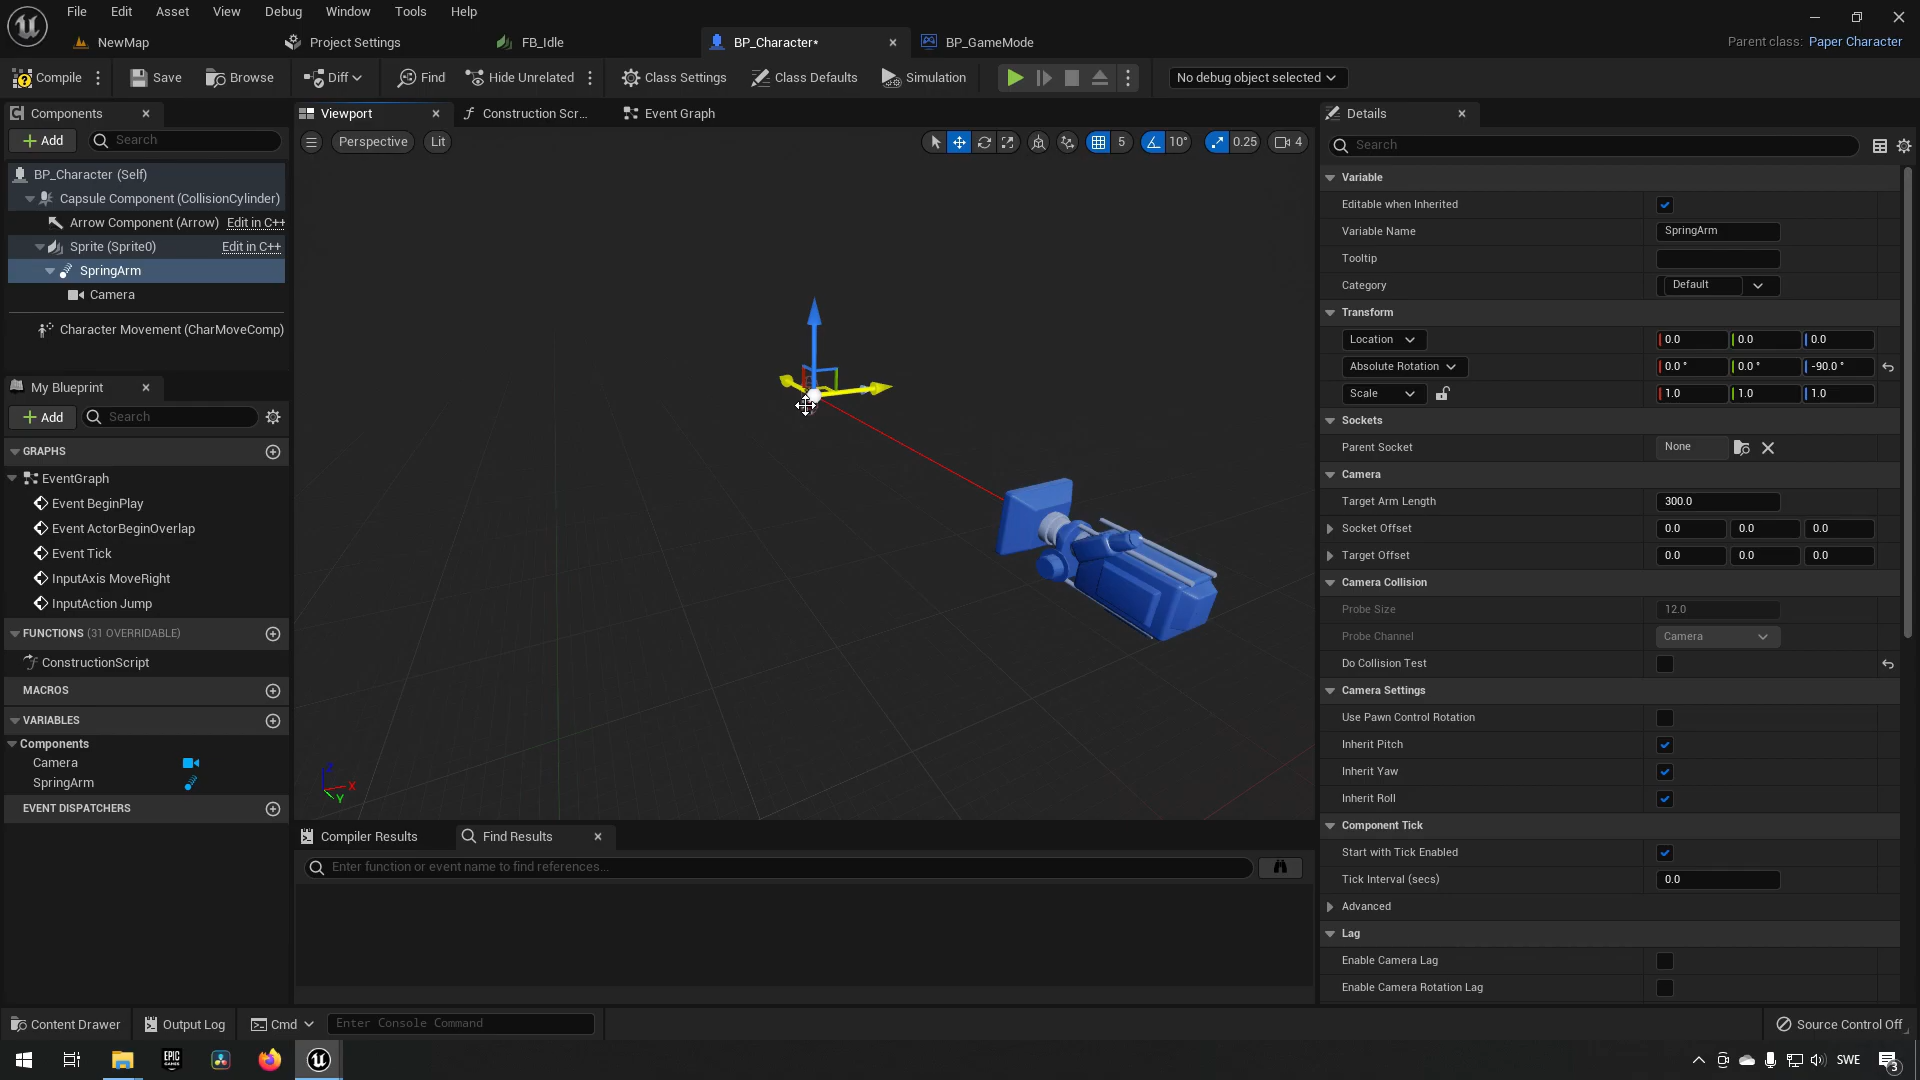 File Edit Asset View Debug Window Tools Help
NewMap Project Settings FB_Idle BP_Character* BP_GameMode
Parent class: Paper Character
Compile Save Browse Diff Find Hide Unrelated Class Settings Class Defaults Simulation No debug object selected
Components
Add Search
BP_Character (Self)
Capsule Component (CollisionCylinder)
Arrow Component (Arrow) Edit in C++
Sprite (Sprite0) Edit in C++
SpringArm
Camera
Character Movement (CharMoveComp)
My Blueprint
Add Search
GRAPHS
EventGraph
Event BeginPlay
Event ActorBeginOverlap
Event Tick
InputAxis MoveRight
InputAction Jump
FUNCTIONS (31 OVERRIDABLE)
ConstructionScript
MACROS
VARIABLES
Components
Camera
SpringArm
EVENT DISPATCHERS
Viewport Construction Scr... Event Graph
Perspective Lit 5 10° 0.25 4
Z X Y
Compiler Results Find Results
Enter function or event name to find references...
Details
Search
Variable
Editable when Inherited
Variable Name SpringArm
Tooltip
Category Default
Transform
Location 0.0 0.0 0.0
Absolute Rotation 0.0 ° 0.0 ° -90.0 °
Scale 1.0 1.0 1.0
Sockets
Parent Socket None
Camera
Target Arm Length 300.0
Socket Offset 0.0 0.0 0.0
Target Offset 0.0 0.0 0.0
Camera Collision
Probe Size 12.0
Probe Channel Camera
Do Collision Test
Camera Settings
Use Pawn Control Rotation
Inherit Pitch
Inherit Yaw
Inherit Roll
Component Tick
Start with Tick Enabled
Tick Interval (secs) 0.0
Advanced
Lag
Enable Camera Lag
Enable Camera Rotation Lag
Content Drawer Output Log Cmd Enter Console Command Source Control Off
EPIC GAMES SWE 3